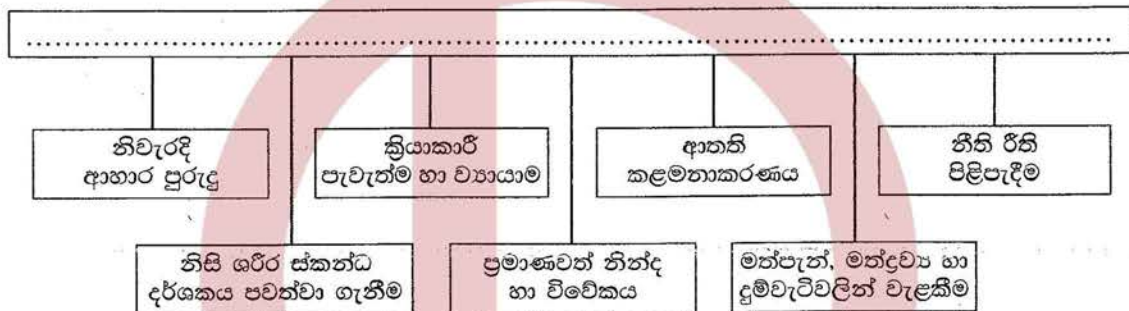 ................................................................................................................................................
නිවැරදි
ආහාර පුරුදු
ක්‍රියාකාරී
පැවැත්ම හා ව්‍යායාම
ආතති
කළමනාකරණය
නීති රීති
පිළිපැදීම
නිසි ශරීර ස්කන්ධ
දර්ශකය පවත්වා ගැනීම
ප්‍රමාණවත් නින්ද
හා විවේකය
මත්පැන්, මත්ද්‍රව්‍ය හා
දුම්වැටිවලින් වැළකීම